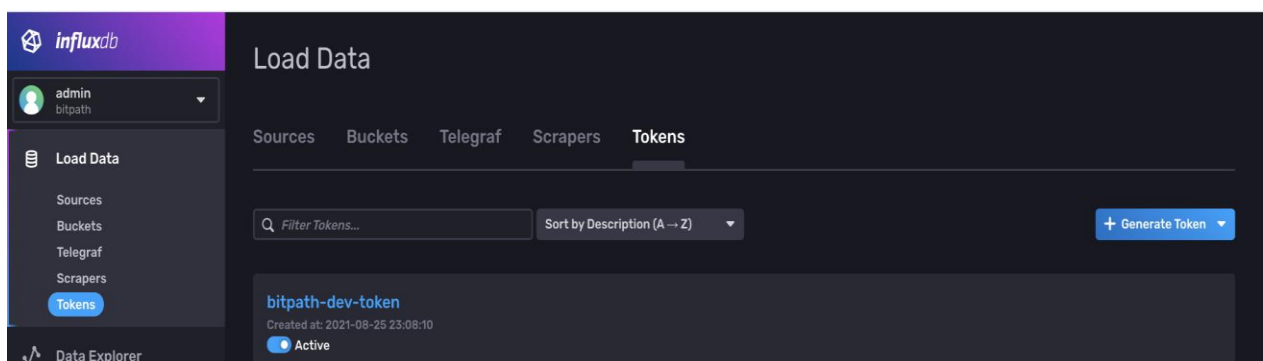 influxdb
admin
bitpath
Load Data
Sources
Buckets
Telegraf
Scrapers
Tokens
Data Explorer
Load Data
Sources Buckets Telegraf Scrapers Tokens
Filter Tokens... Sort by Description (A→Z) + Generate Token
bitpath-dev-token
Created at: 2021-08-25 23:08:10
Active